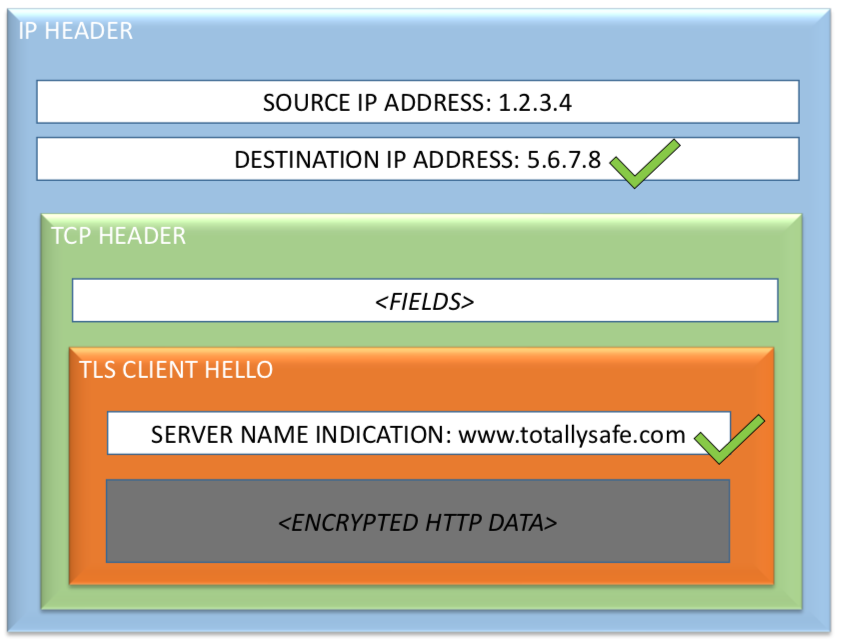 IP HEADER
SOURCE IP ADDRESS: 1.2.3.4
DESTINATION IP ADDRESS: 5.6.7.8
TCP HEADER
<FIELDS>
TLS CLIENT HELLO
SERVER NAME INDICATION: www.totallysafe.com
<ENCRYPTED HTTP DATA>